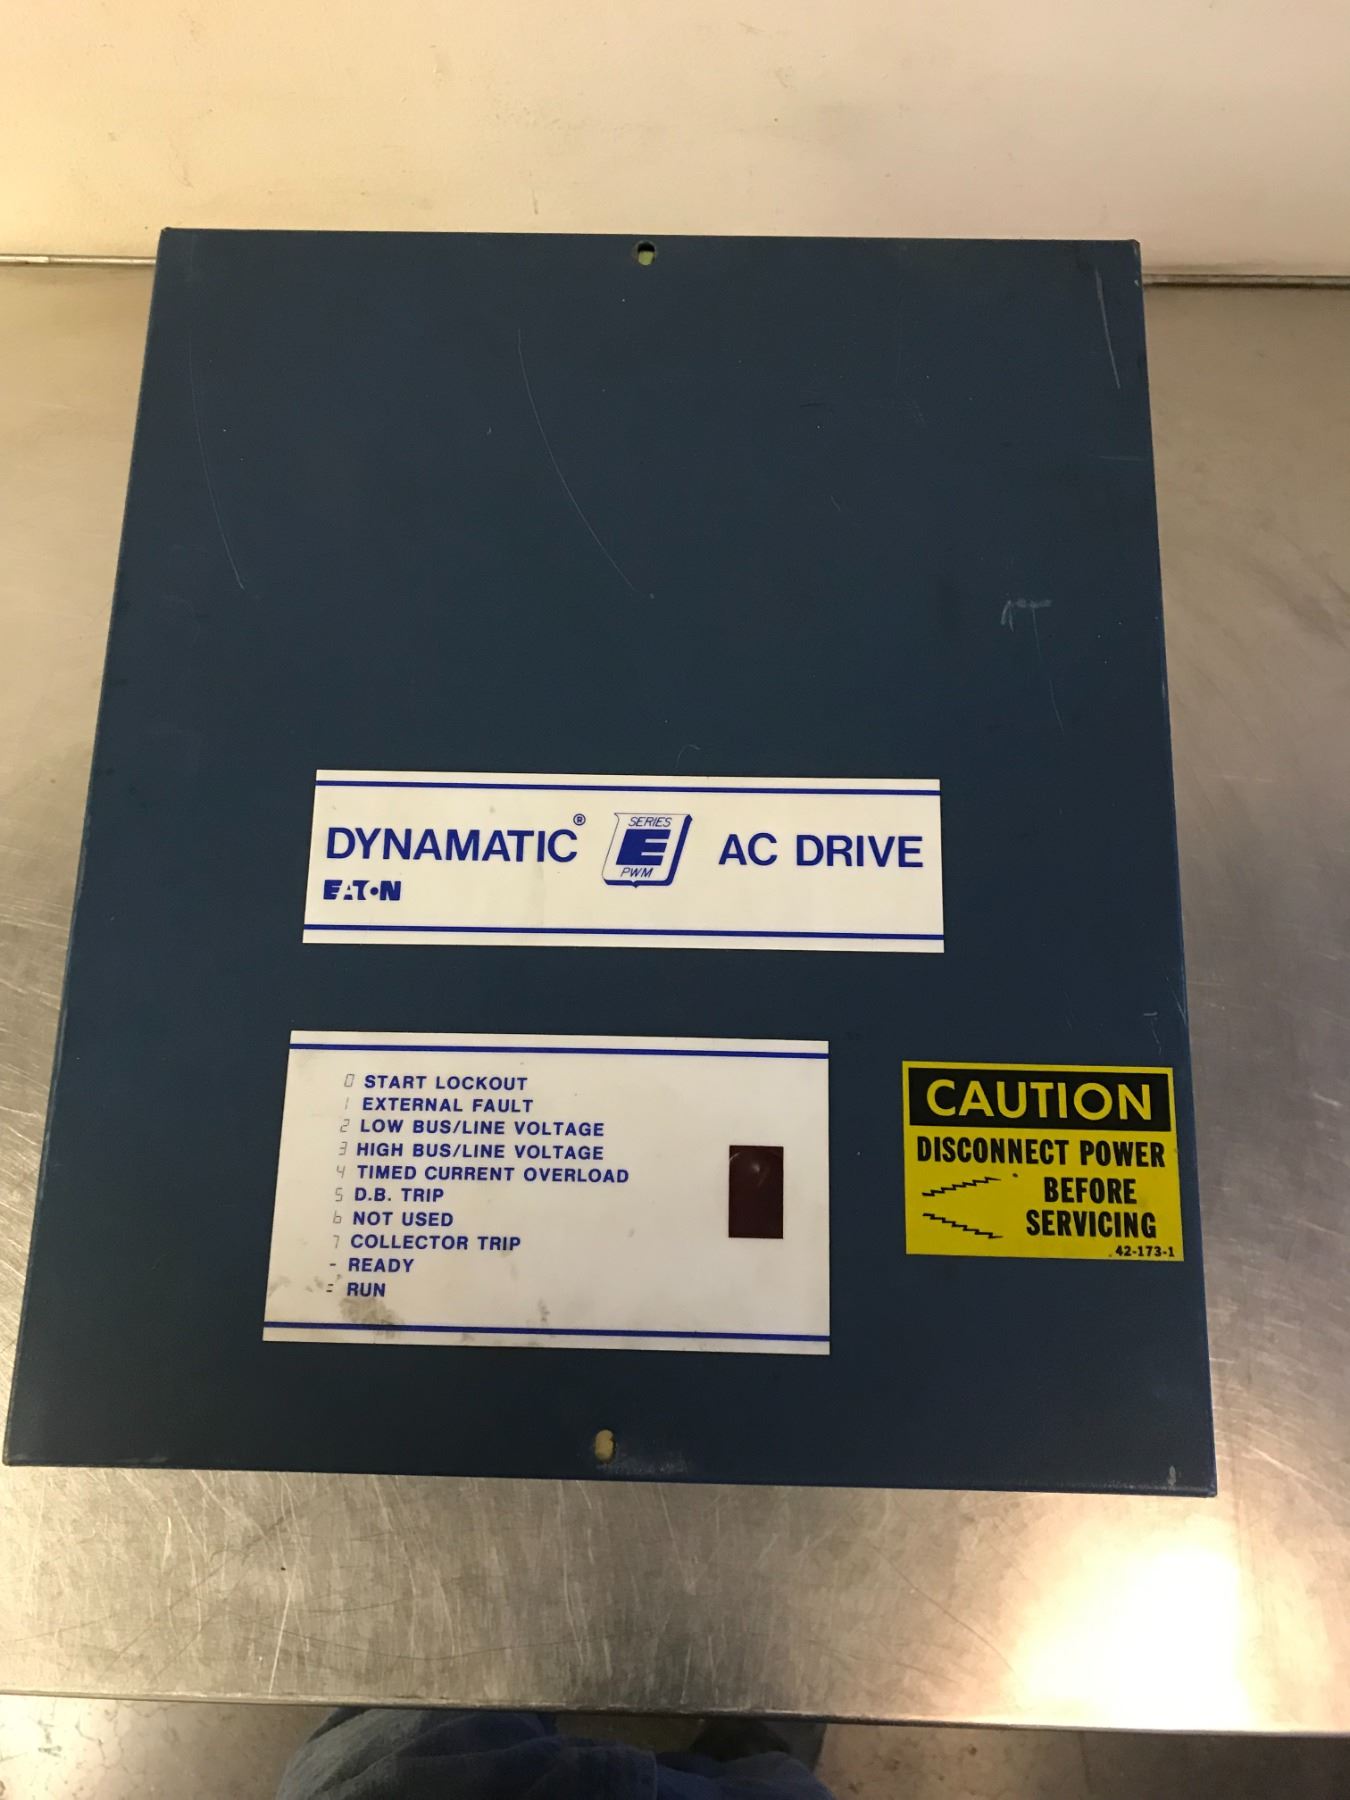 DYNAMATIC® SERIES E PWM AC DRIVE
EATON
0 START LOCKOUT
1 EXTERNAL FAULT
2 LOW BUS/LINE VOLTAGE
3 HIGH BUS/LINE VOLTAGE
4 TIMED CURRENT OVERLOAD
5 D.B. TRIP
6 NOT USED
7 COLLECTOR TRIP
- READY
= RUN
CAUTION
DISCONNECT POWER
BEFORE
SERVICING
42-173-1